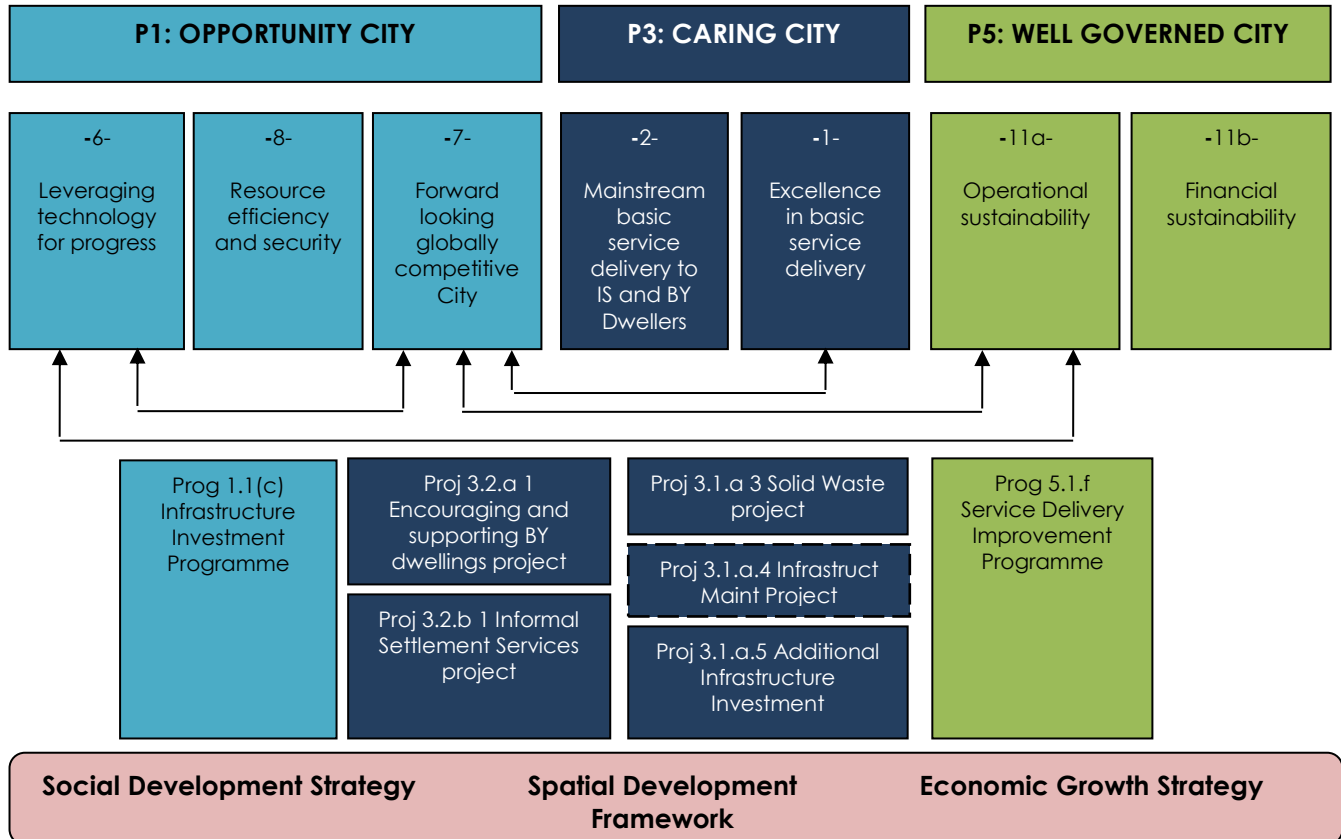 P1: OPPORTUNITY CITY
P3: CARING CITY
P5: WELL GOVERNED CITY
-6-
Leveraging
technology
for progress
-8-
Resource
efficiency
and security
-7-
Forward
looking
globally
competitive
City
-2-
Mainstream
basic
service
delivery to
IS and BY
Dwellers
-1-
Excellence
in basic
service
delivery
-11a-
Operational
sustainability
-11b-
Financial
sustainability
Prog 1.1(c)
Infrastructure
Investment
Programme
Proj 3.2.a 1
Encouraging and
supporting BY
dwellings project
Proj 3.2.b 1 Informal
Settlement Services
project
Proj 3.1.a 3 Solid Waste
project
Proj 3.1.a.4 Infrastruct
Maint Project
Proj 3.1.a.5 Additional
Infrastructure
Investment
Prog 5.1.f
Service Delivery
Improvement
Programme
Social Development Strategy
Spatial Development
Framework
Economic Growth Strategy